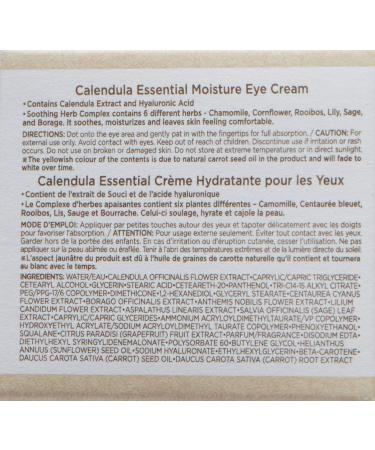 Calendula Essential Moisture Eye Cream
•Contains Calendula Extract and Hyaluronic Acid
•Soothing Herb Complex contains 6 different herbs - Chamomile, Cornflower, Rooibos, Lily, Sage,
and Borage. It soothes, moisturizes and leaves skin feeling comfortable.
DIRECTIONS: Dot onto the eye area and gently pat in with the fingertips for full absorption. / CAUTION: For
external use only. Avoid contact with eyes. Keep out of reach of children. Discontinue use if irritation or rash
occurs. Do not use on broken or damaged skin. Do not store at extreme temperatures or in direct sunlight.
※The yellowish colour of the contents is due to natural carrot seed oil in the product and will fade to
white over time.
Calendula Essential Crème Hydratante pour les Yeux
•Contient de l'extrait de Souci et de l'acide hyaluronique
•Le Complexe d'herbes apaisantes contient six plantes différentes - Camomille, Centaurée bleuet,
Rooibos, Lis, Sauge et Bourrache. Celui-ci soulage, hyrate et cajole la peau.
MODE D'EMPLOI: Appliquer par petites touches autour des yeux et tapoter délicatement avec les doigts
pour favoriser l'absorption. / ATTENTION: Pour usage externe seulement. Éviter tout contact avec les yeux.
Garder hors de la portée des enfants. En cas d'irritation ou d'éruption cutanée, cesser l'utilisation. Ne pas
appliquer sur la peau abîmée ou éraflée. Tenir à l'abri des températures extrêmes et de la lumière directe du soleil.
※L'aspect jaunâtre du produit est dû à l'huile de graines de carotte naturelle qu'il contient et tournera
au blanc avec le temps.
INGREDIENTS: WATER/EAU•CALENDULA OFFICINALIS FLOWER EXTRACT•CAPRYLIC/CAPRIC TRIGLYCERIDE•
CETEARYL ALCOHOL•GLYCERIN•STEARIC ACID•CETEARETH-20•PANTHENOL•TRI-C14-15 ALKYL CITRATE•
PEG/PPG-17/6 COPOLYMER•DIMETHICONE•1,2-HEXANEDIOL•GLYCERYL STEARATE•CENTAUREA CYANUS
FLOWER EXTRACT•BORAGO OFFICINALIS EXTRACT•ANTHEMIS NOBILIS FLOWER EXTRACT•LILIUM
CANDIDUM FLOWER EXTRACT•ASPALATHUS LINEARIS EXTRACT•SALVIA OFFICINALIS (SAGE) LEAF
EXTRACT•CAPRYLIC/CAPRIC GLYCERIDES•AMMONIUM ACRYLOYLDIMETHYLTAURATE/VP COPOLYMER•
HYDROXYETHYL ACRYLATE/SODIUM ACRYLOYLDIMETHYL TAURATE COPOLYMER•PHENOXYETHANOL•
SQUALANE•CITRUS PARADISI (GRAPEFRUIT) FRUIT EXTRACT•PARFUM/FRAGRANCE•DISODIUM EDTA•
DIETHYLHEXYL SYRINGYLIDENEMALONATE•POLYSORBATE 60•BUTYLENE GLYCOL•HELIANTHUS
ANNUUS (SUNFLOWER) SEED OIL•SODIUM HYALURONATE•ETHYLHEXYLGLYCERIN•BETA-CAROTENE•
DAUCUS CAROTA SATIVA (CARROT) SEED OIL•DAUCUS CAROTA SATIVA (CARROT) ROOT EXTRACT